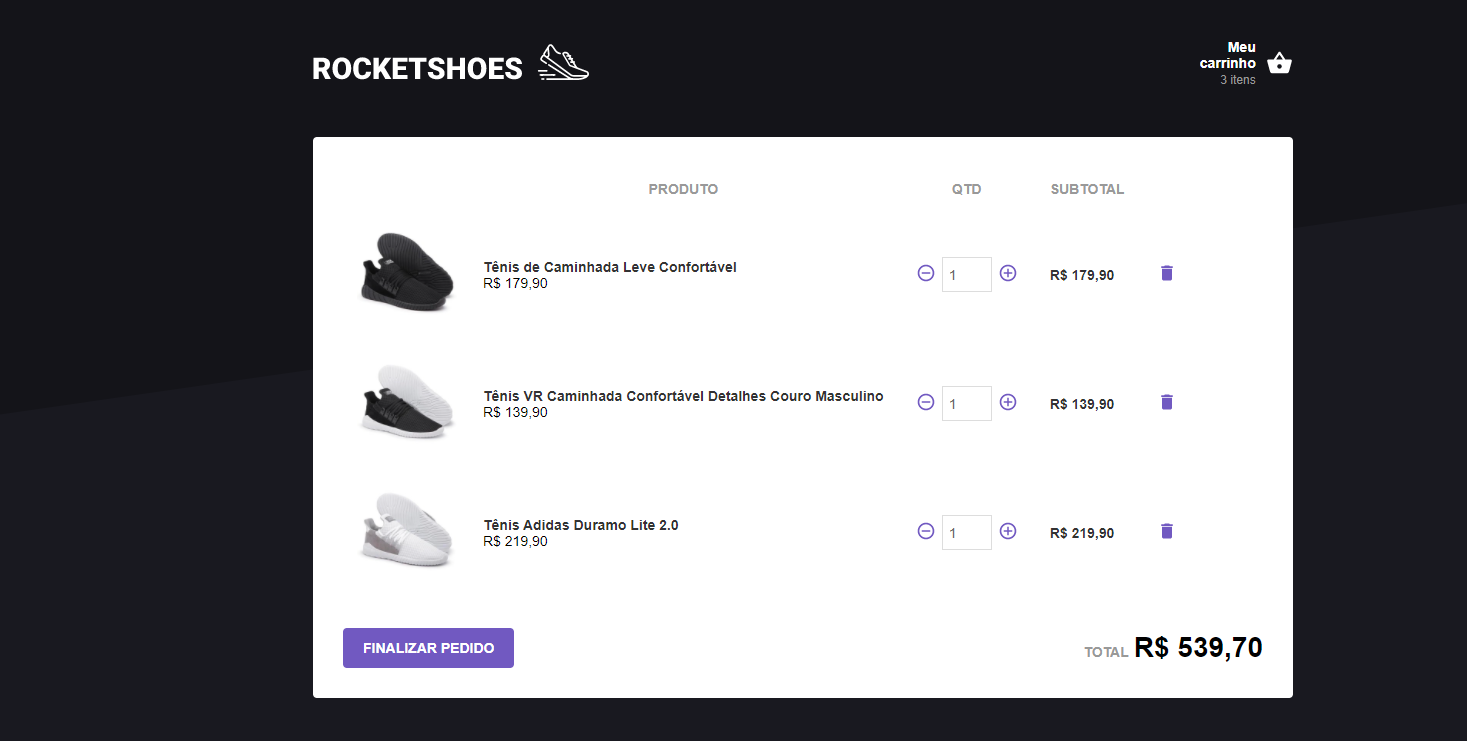 ROCKETSHOES
Meu
carrinho
3 itens
PRODUTO QTD SUBTOTAL
Tênis de Caminhada Leve Confortável
R$ 179,90
1
R$ 179,90
Tênis VR Caminhada Confortável Detalhes Couro Masculino
R$ 139,90
1
R$ 139,90
Tênis Adidas Duramo Lite 2.0
R$ 219,90
1
R$ 219,90
FINALIZAR PEDIDO
TOTAL R$ 539,70